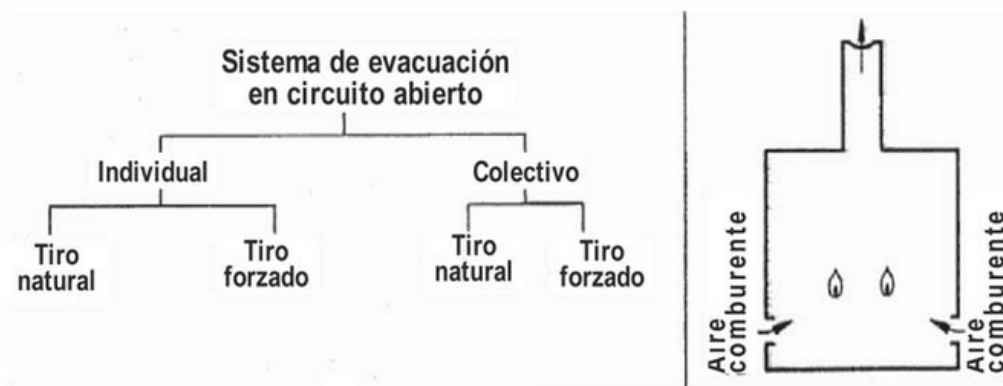 Sistema de evacuación
en circuito abierto
Individual
Colectivo
Tiro
natural
Tiro
forzado
Tiro
natural
Tiro
forzado
Aire
comburente
Aire
comburente